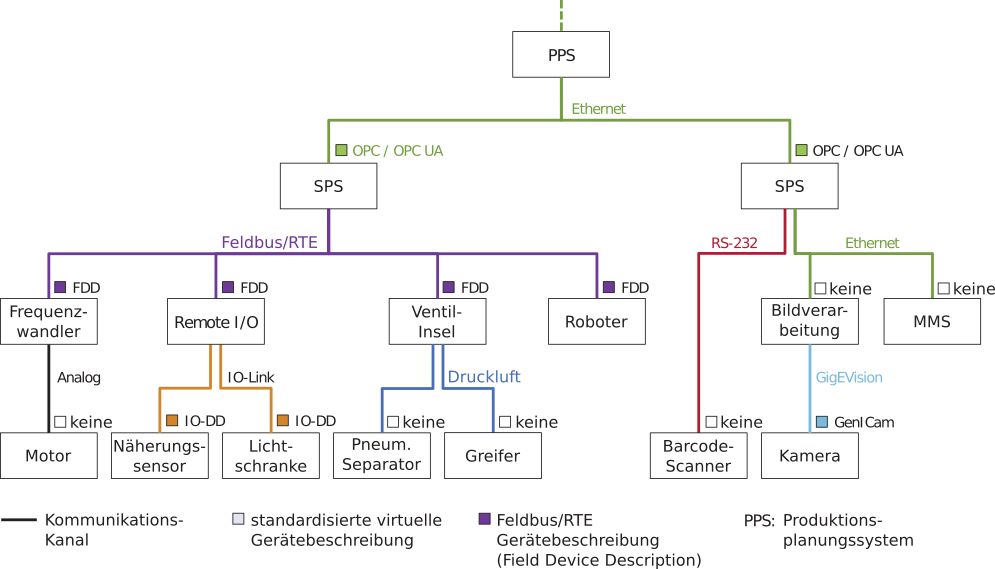 PPS
Ethernet
OPC / OPC UA
OPC / OPC UA
SPS
SPS
Feldbus/RTE
RS-232
Ethernet
FDD
FDD
FDD
FDD
keine
keine
Frequenz-
wandler
Remote I/O
Ventil-
Insel
Roboter
Bildverar-
beitung
MMS
Analog
IO-Link
Druckluft
GigEVision
keine
IO-DD
IO-DD
keine
keine
keine
GenICam
Motor
Näherungs-
sensor
Licht-
schranke
Pneum.
Separator
Greifer
Barcode-
Scanner
Kamera
Kommunikations-
Kanal
standardisierte virtuelle
Gerätebeschreibung
Feldbus/RTE
Gerätebeschreibung
(Field Device Description)
PPS: Produktions-
planungssystem